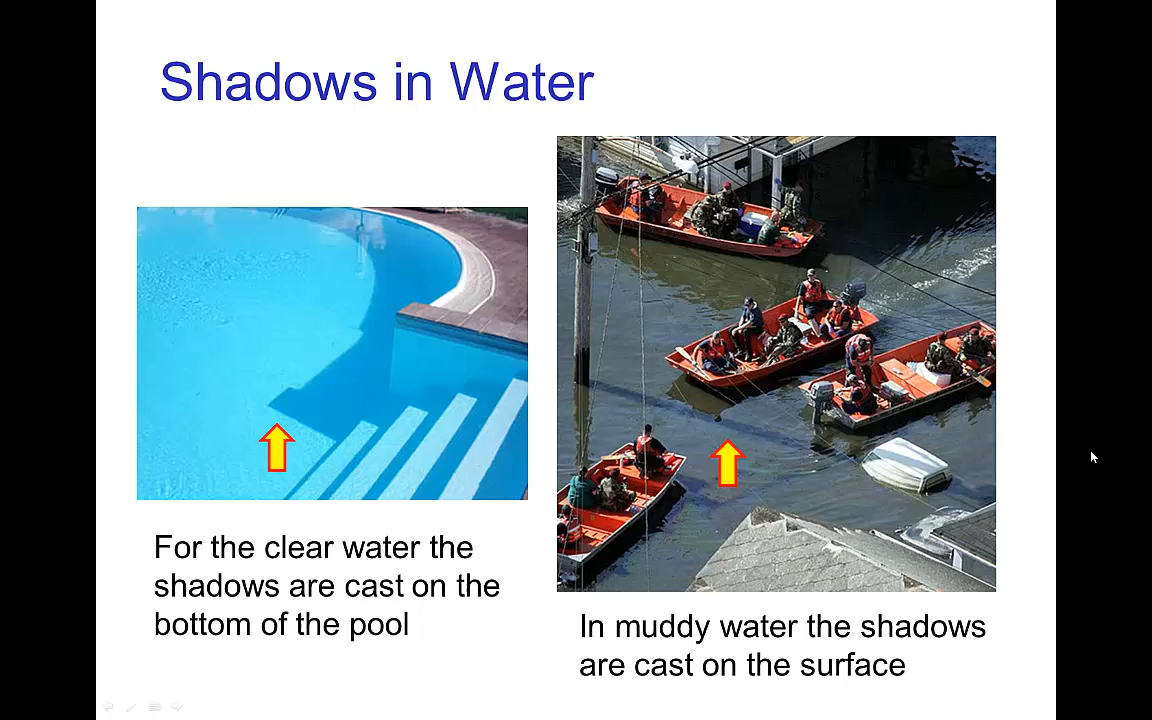 Shadows in Water
For the clear water the
shadows are cast on the
bottom of the pool
In muddy water the shadows
are cast on the surface